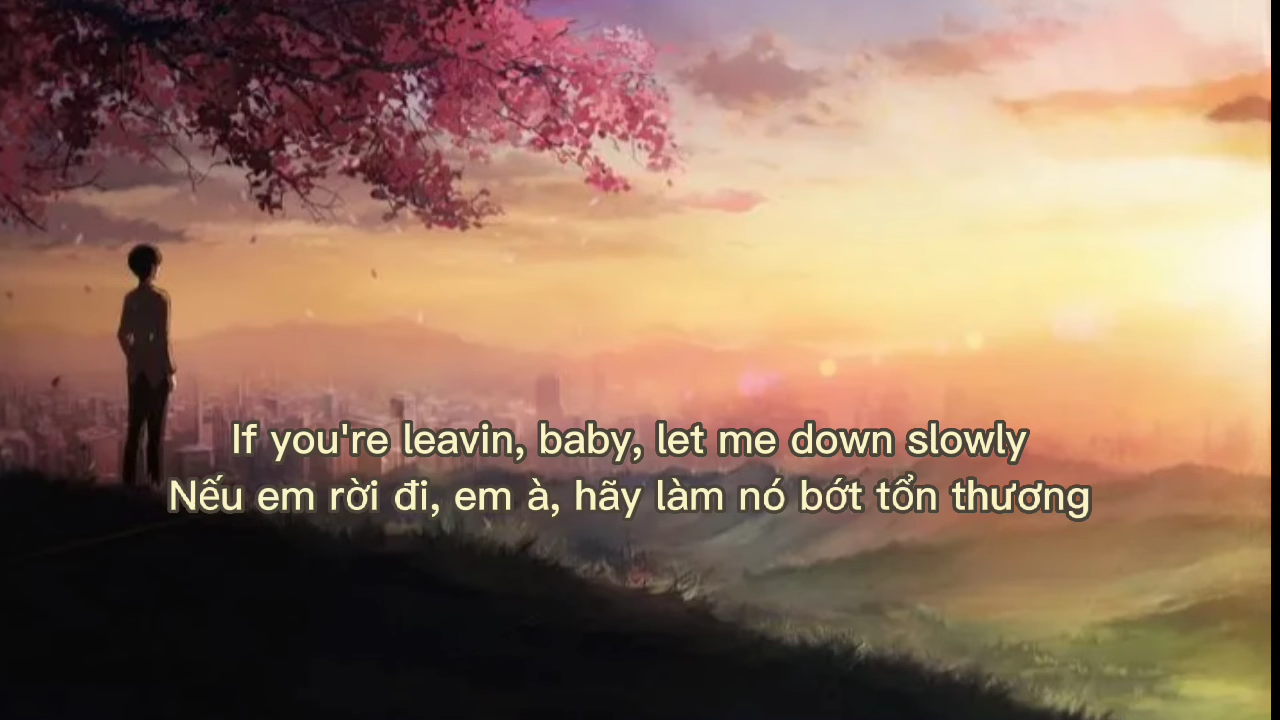 If you're leavin, baby, let me down slowly
Nếu em rời đi, em à, hãy làm nó bớt tổn thương